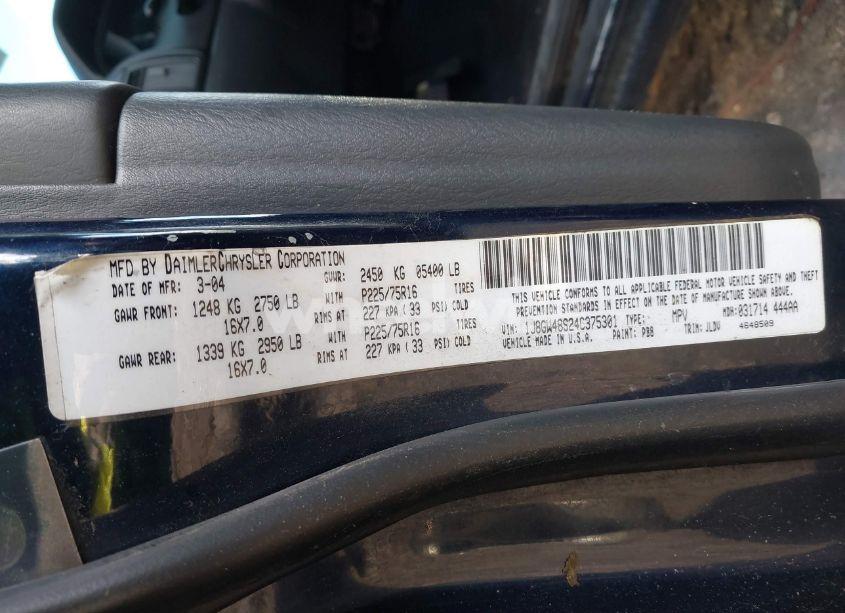 MFD BY DAIMLERCHRYSLER CORPORATION
DATE OF MFR: 3-04 GVWR: 2450 KG 05400 LB
GAWR FRONT: 1248 KG 2750 LB WITH P225/75R16 TIRES
16X7.0 RIMS AT 227 KPA ( 33 PSI) COLD
GAWR REAR: 1339 KG 2950 LB WITH P225/75R16 TIRES
16X7.0 RIMS AT 227 KPA ( 33 PSI) COLD
THIS VEHICLE CONFORMS TO ALL APPLICABLE FEDERAL MOTOR VEHICLE SAFETY AND THEFT
PREVENTION STANDARDS IN EFFECT ON THE DATE OF MANUFACTURE SHOWN ABOVE.
VIN: 1J8GW48S24C375301 TYPE: MPV MDH: 031714 444AA
VEHICLE MADE IN U.S.A. PAINT: PBB TRIM: JLDV 4648509